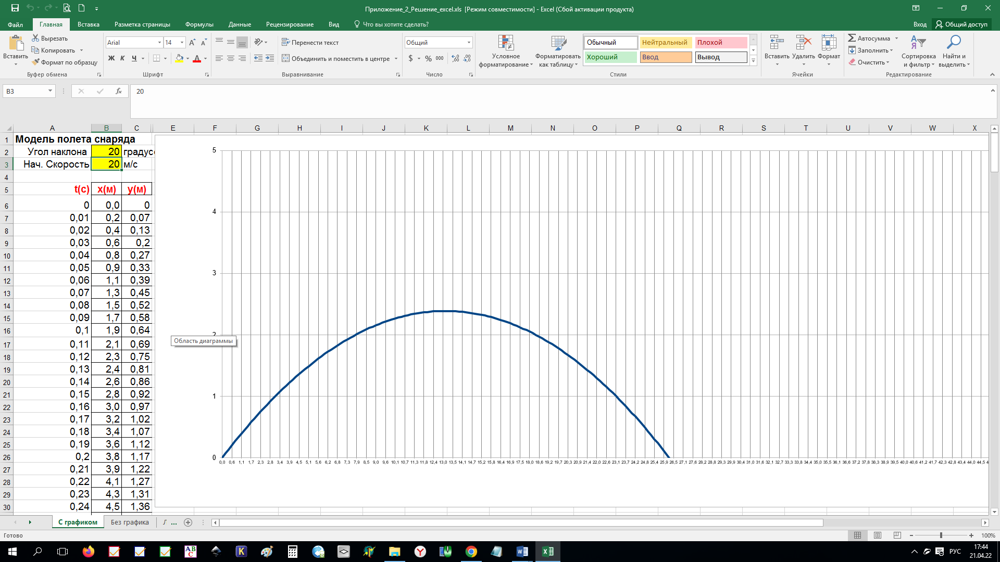 Приложение_2_Решение_excel.xls [Режим совместимости] - Excel (Сбой активации продукта)
Файл Главная Вставка Разметка страницы Формулы Данные Рецензирование Вид Что вы хотите сделать? Вход Общий доступ
Вставить
Вырезать
Копировать
Формат по образцу
Буфер обмена
Arial 14
Ж К Ч А
Шрифт
Перенести текст
Объединить и поместить в центре
Выравнивание
Общий
$ % 000
Число
Условное форматирование
Форматировать как таблицу
Обычный Нейтральный Плохой
Хороший Ввод Вывод
Стили
Вставить Удалить Формат
Ячейки
Автосумма
Заполнить
Очистить
Сортировка и фильтр
Найти и выделить
Редактирование
B3 fx 20
A B C E F G H I J K L M N O P Q R S T U V W X
1 Модель полета снаряда
2 Угол наклона 20 градусо
3 Нач. Скорость 20 м/с
4
5 t(c) x(м) y(м)
6 0 0,0 0
7 0,01 0,2 0,07
8 0,02 0,4 0,13
9 0,03 0,6 0,2
10 0,04 0,8 0,27
11 0,05 0,9 0,33
12 0,06 1,1 0,39
13 0,07 1,3 0,45
14 0,08 1,5 0,52
15 0,09 1,7 0,58
16 0,1 1,9 0,64
17 0,11 2,1 0,69
18 0,12 2,3 0,75
19 0,13 2,4 0,81
20 0,14 2,6 0,86
21 0,15 2,8 0,92
22 0,16 3,0 0,97
23 0,17 3,2 1,02
24 0,18 3,4 1,07
25 0,19 3,6 1,12
26 0,2 3,8 1,17
27 0,21 3,9 1,22
28 0,22 4,1 1,27
29 0,23 4,3 1,31
30 0,24 4,5 1,36
5
4
3
2
Область диаграммы
1
0
0,0 0,6 1,1 1,7 2,3 2,8 3,4 3,9 4,5 5,1 5,6 6,2 6,8 7,3 7,9 8,5 9,0 9,6 10,1 10,7 11,3 11,8 12,4 13,0 13,5 14,1 14,7 15,2 15,8 16,4 16,9 17,5 18,0 18,6 19,2 19,7 20,3 20,9 21,4 22,0 22,6 23,1 23,7 24,2 24,8 25,4 25,9 26,5 27,1 27,6 28,2 28,8 29,3 29,9 30,4 31,0 31,6 32,1 32,7 33,3 33,8 34,4 35,0 35,5 36,1 36,6 37,2 37,8 38,3 38,9 39,5 40,0 40,6 41,2 41,7 42,3 42,8 43,4 44,0 44,5
С графиком Без графика ...
Готово 100%
РУС 17:44
21.04.22